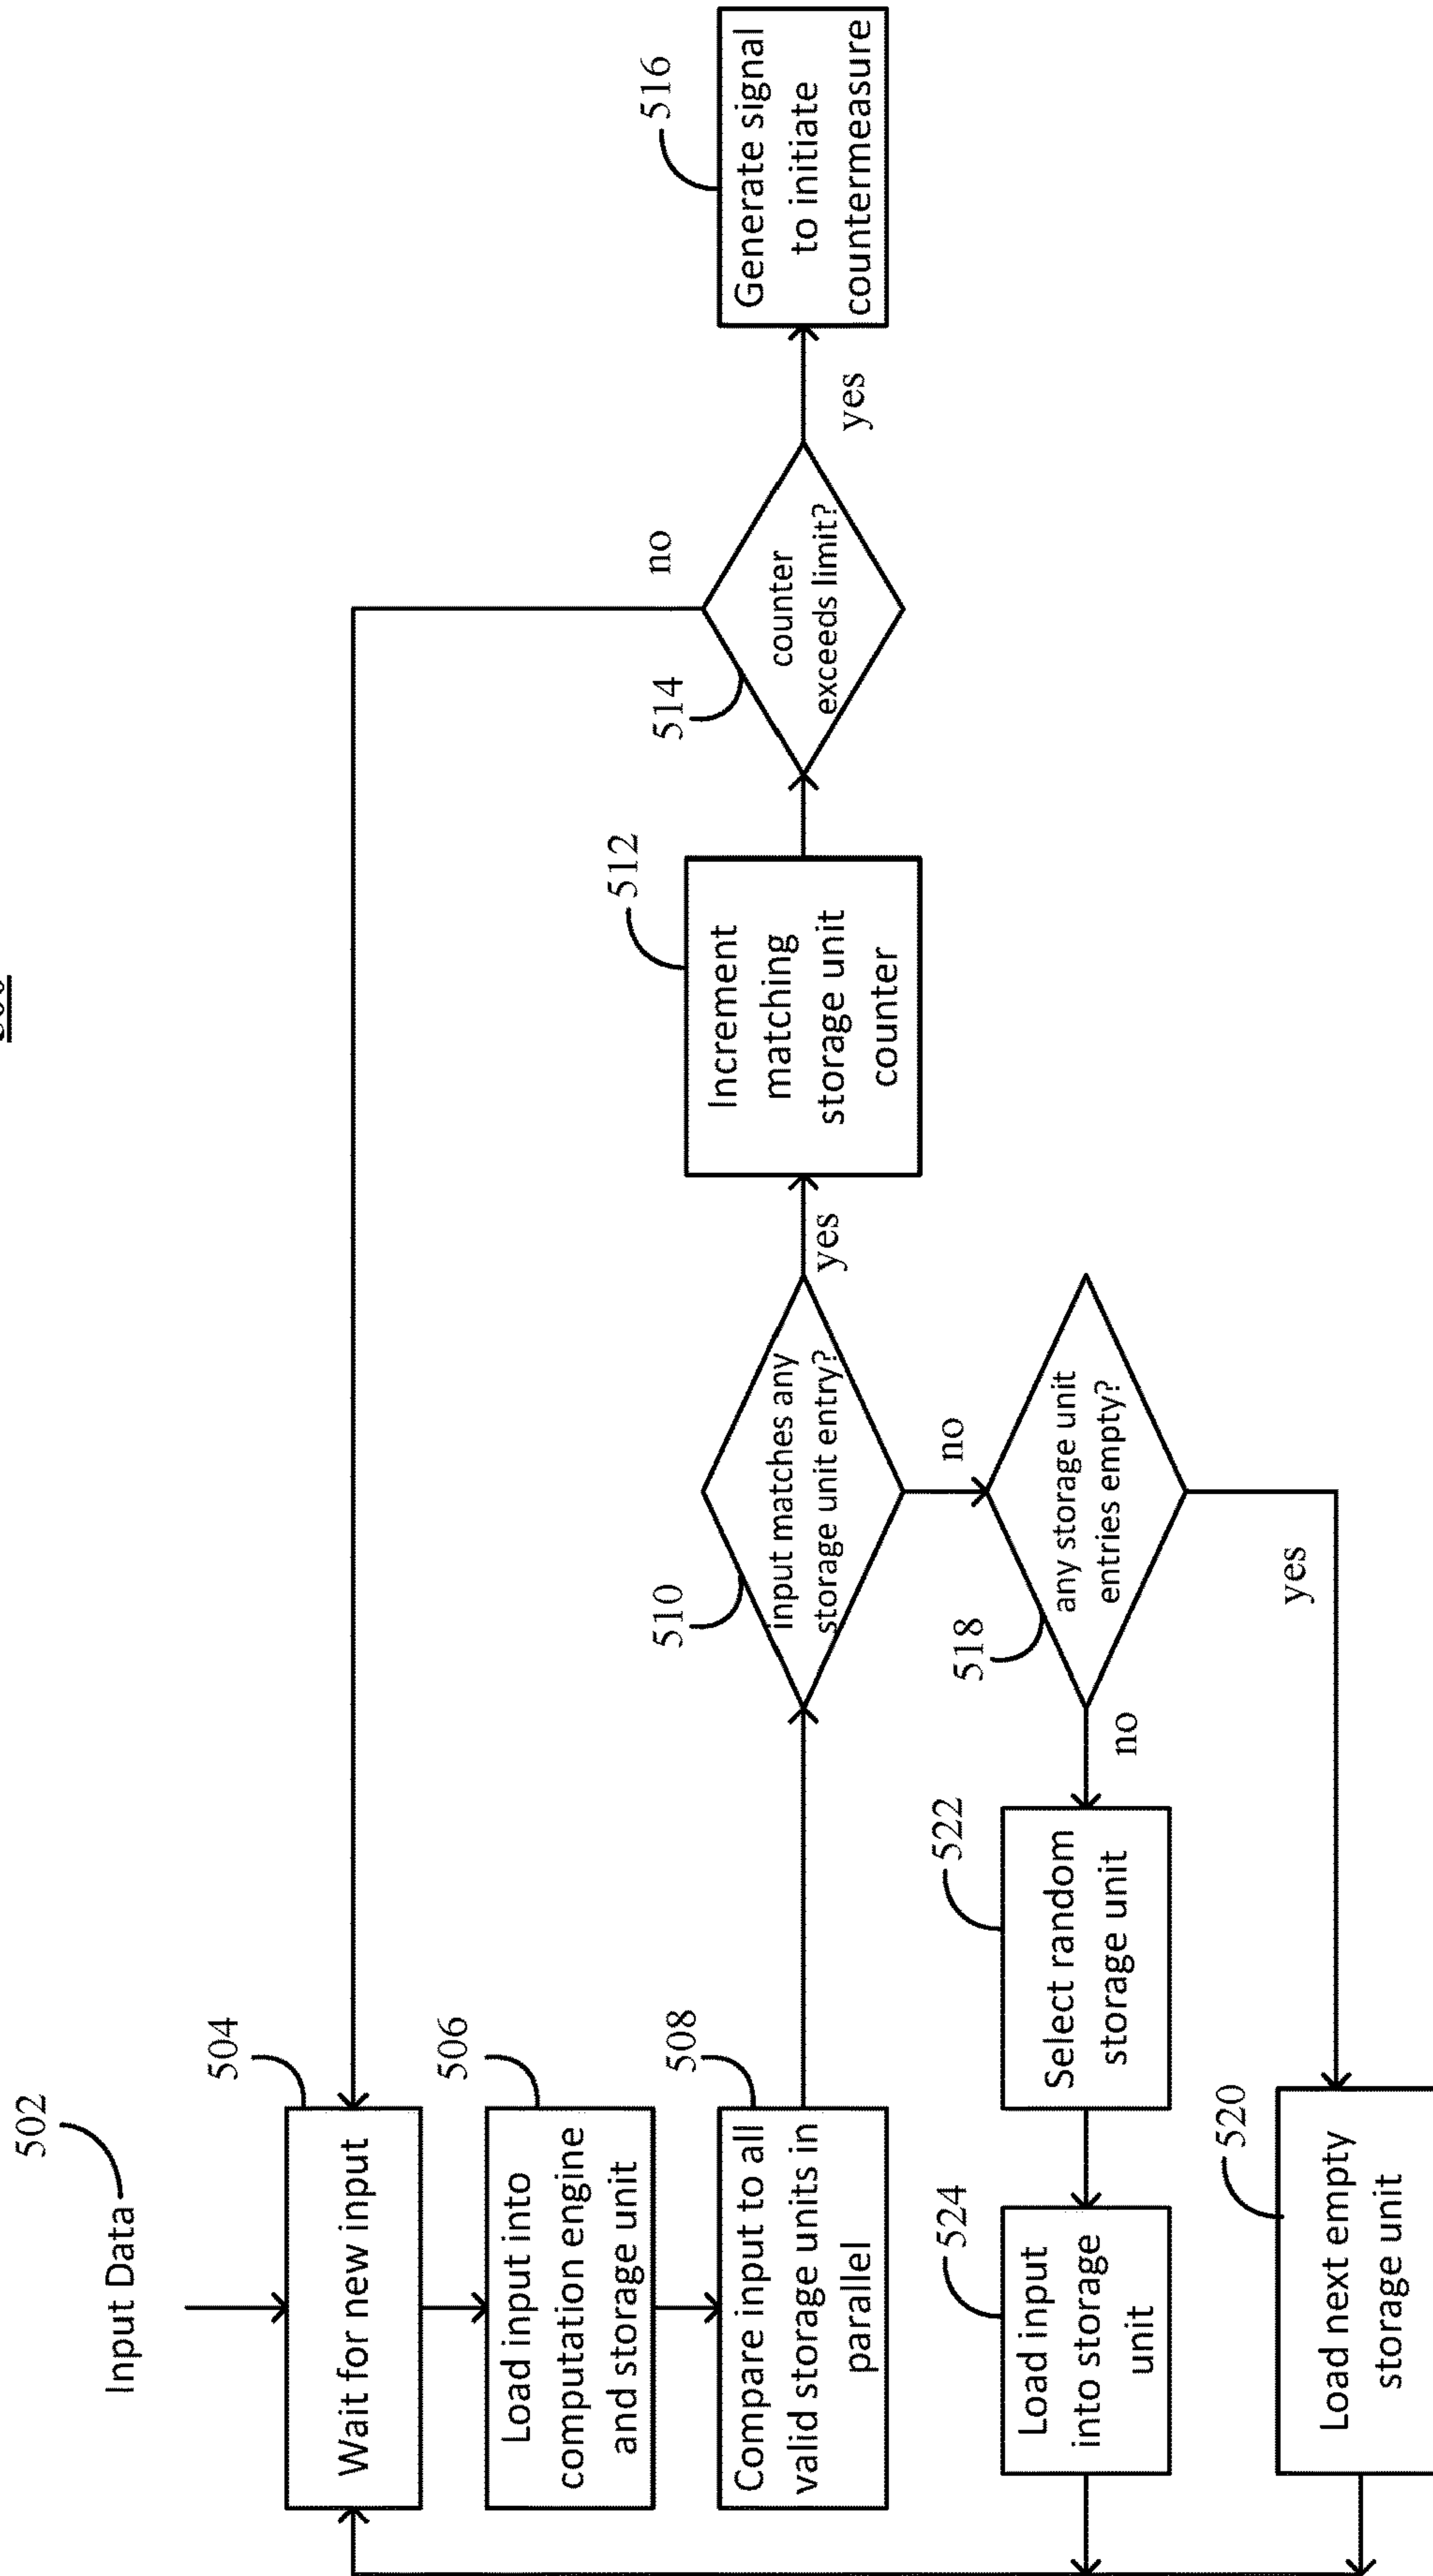 502
Input Data
504
Wait for new input
506
Load input into
computation engine
and storage unit
508
Compare input to all
valid storage units in
parallel
510
input matches any
storage unit entry?
yes
no
512
Increment
matching
storage unit
counter
514
counter
exceeds limit?
no
yes
516
Generate signal
to initiate
countermeasure
518
any storage unit
entries empty?
no
yes
522
Select random
storage unit
524
Load input
into storage
unit
520
Load next empty
storage unit